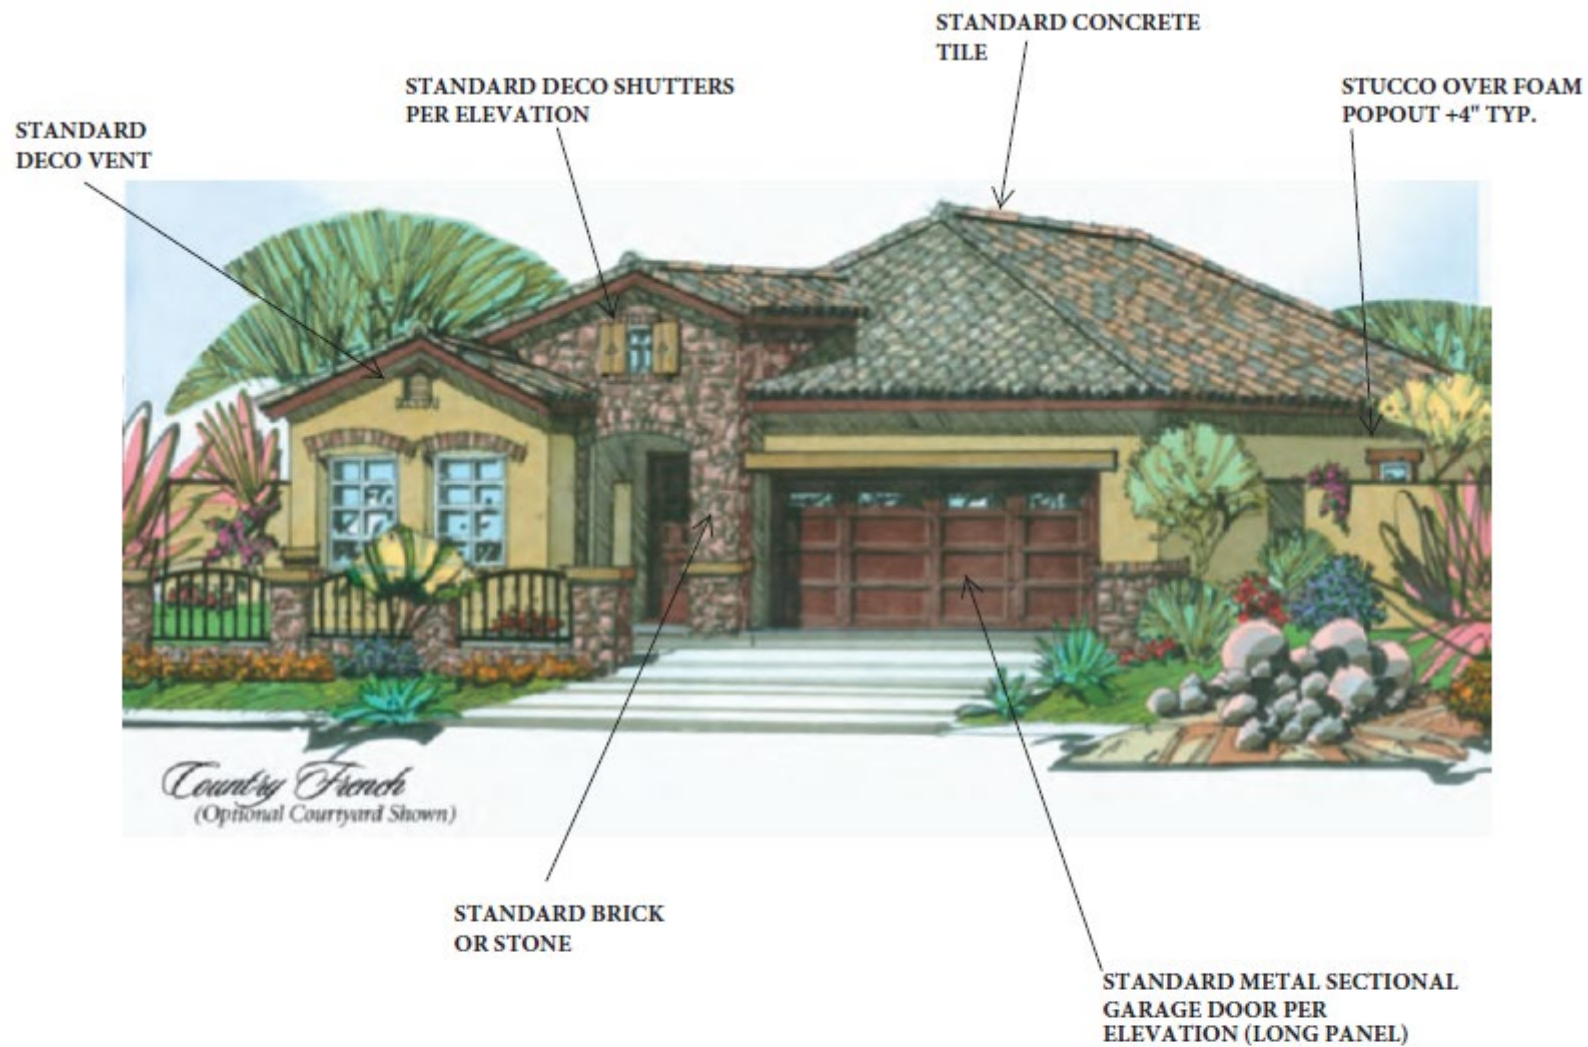 STANDARD CONCRETE
TILE
STANDARD DECO SHUTTERS
PER ELEVATION
STUCCO OVER FOAM
POPOUT +4" TYP.
STANDARD
DECO VENT
Country French
(Optional Courtyard Shown)
STANDARD BRICK
OR STONE
STANDARD METAL SECTIONAL
GARAGE DOOR PER
ELEVATION (LONG PANEL)